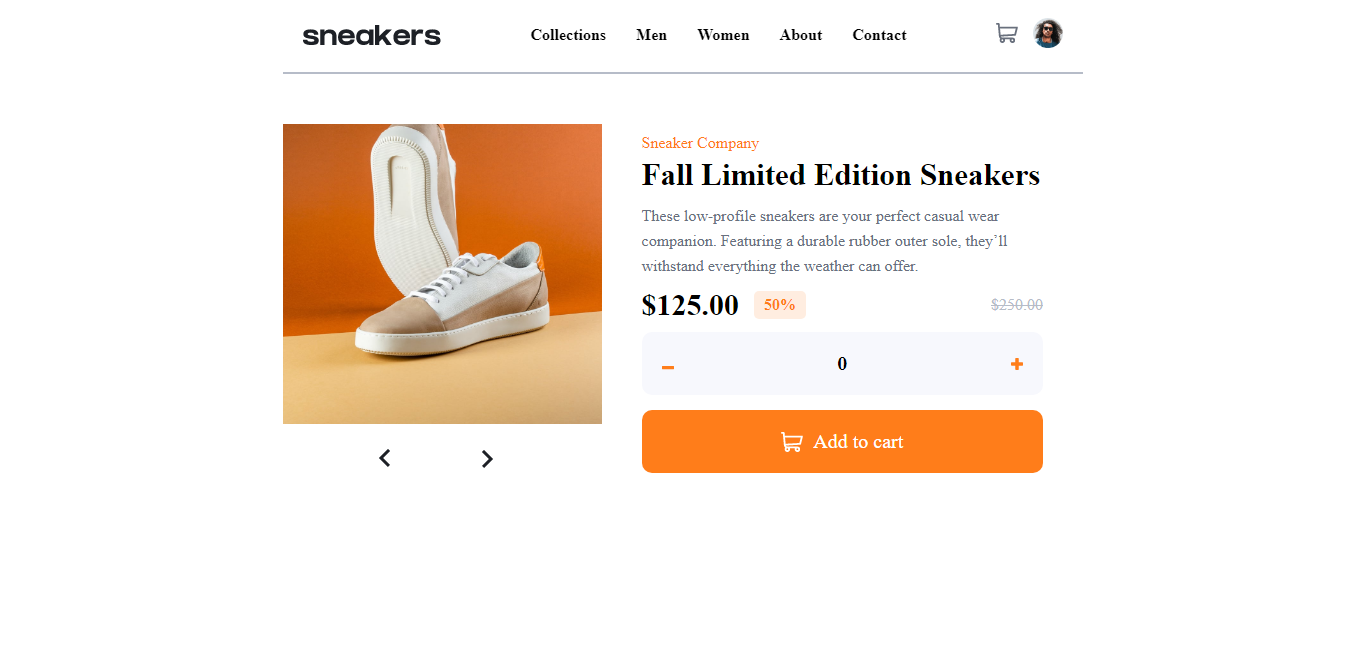 sneakers Collections Men Women About Contact
Sneaker Company
Fall Limited Edition Sneakers
These low-profile sneakers are your perfect casual wear
companion. Featuring a durable rubber outer sole, they’ll
withstand everything the weather can offer.
$125.00 50% $250.00
0
Add to cart